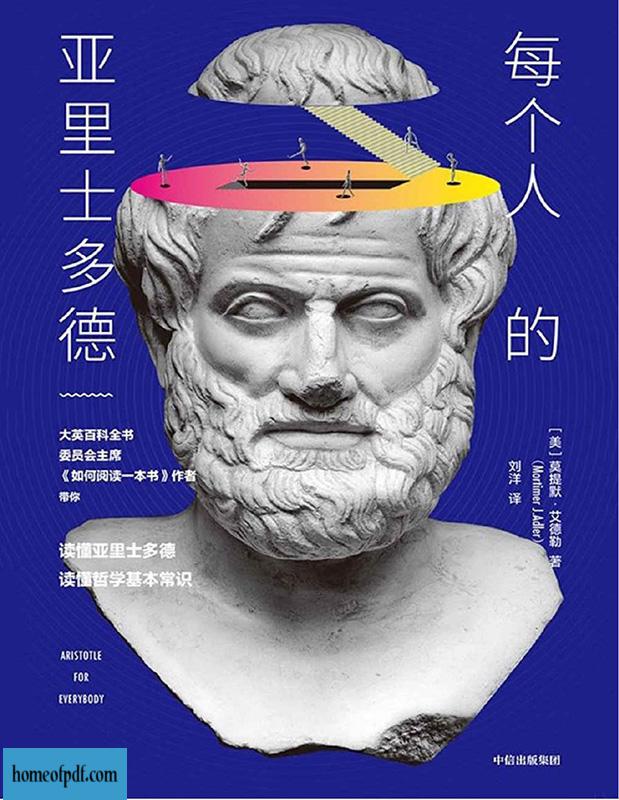 每个人的
亚里士多德
大英百科全书
委员会主席
《如何阅读一本书》作者
带你
读懂亚里士多德
读懂哲学基本常识
[美]莫提默·艾德勒 著
(Mortimer J.Adler)
刘洋 译
ARISTOTLE
FOR
EVERYBODY
中信出版集团
homeofpdf.com